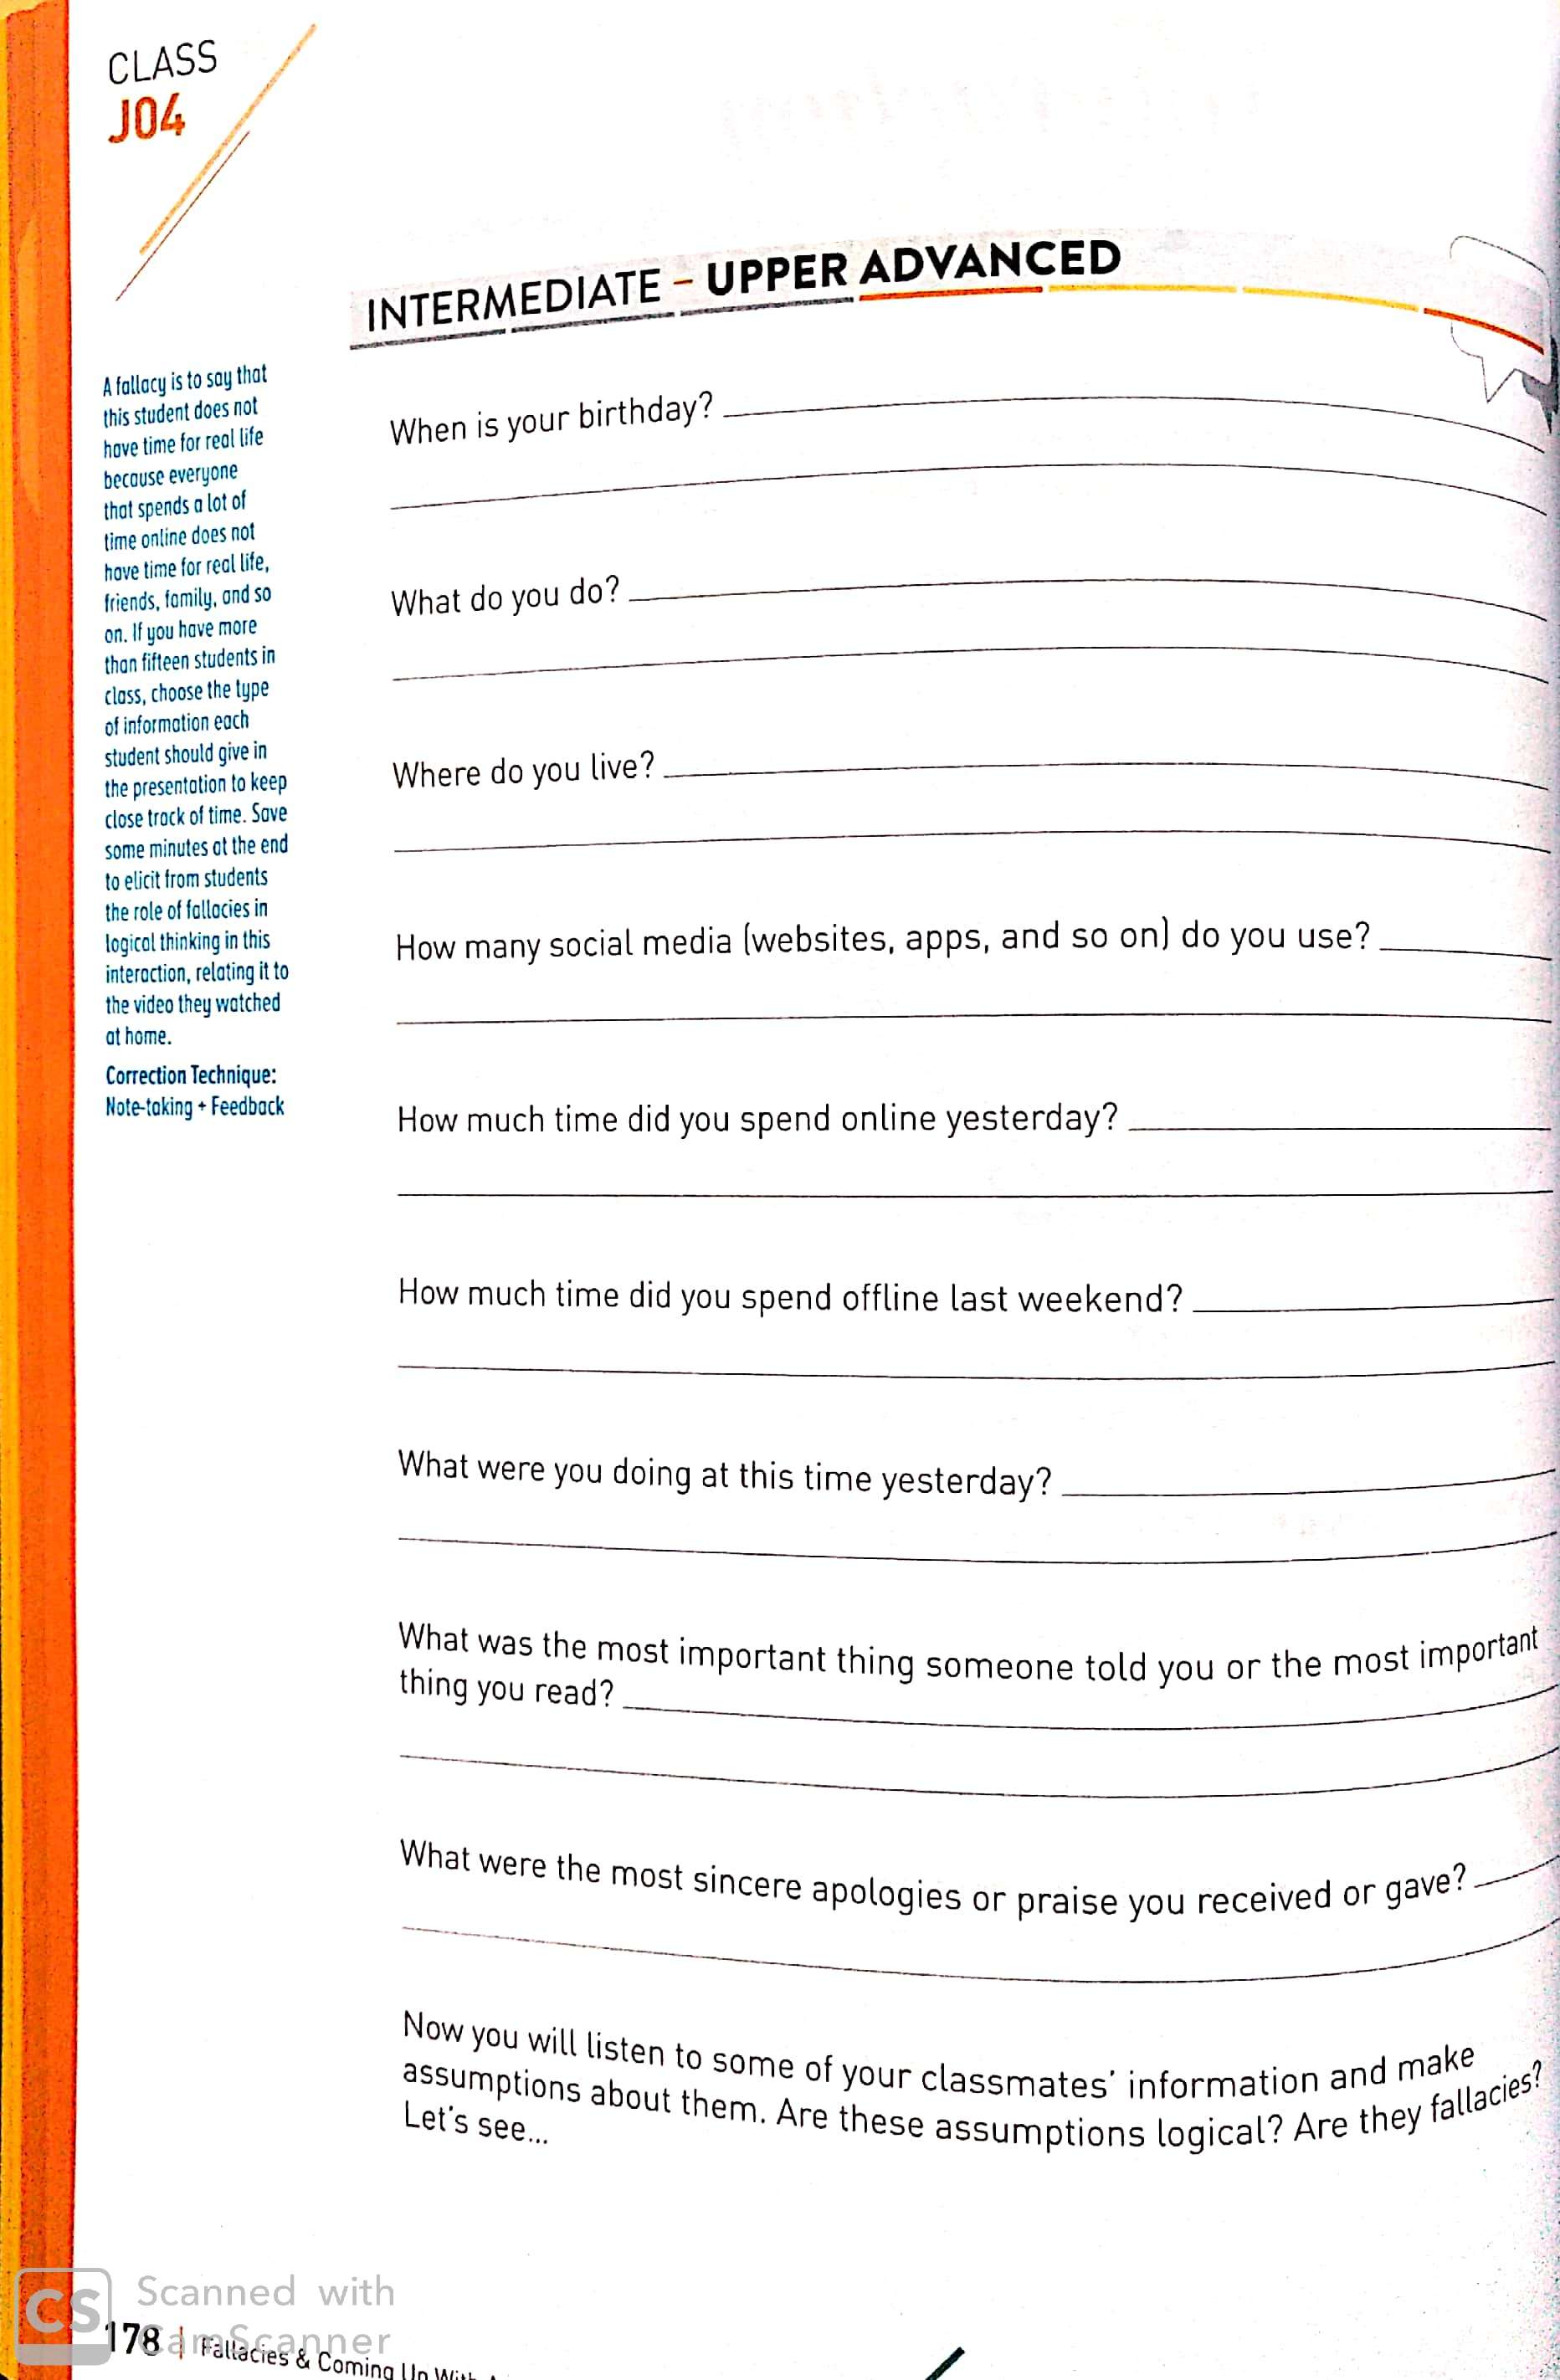 CLASS
J04
INTERMEDIATE – UPPER ADVANCED
A fallacy is to say that
this student does not
have time for real life
because everyone
that spends a lot of
time online does not
have time for real life,
friends, family, and so
on. If you have more
than fifteen students in
class, choose the type
of information each
student should give in
the presentation to keep
close track of time. Save
some minutes at the end
to elicit from students
the role of fallacies in
logical thinking in this
interaction, relating it to
the video they watched
at home.
Correction Technique:
Note-taking + Feedback
When is your birthday?
What do you do?
Where do you live?
How many social media (websites, apps, and so on) do you use?
How much time did you spend online yesterday?
How much time did you spend offline last weekend?
What were you doing at this time yesterday?
What was the most important thing someone told you or the most important
thing you read?
What were the most sincere apologies or praise you received or gave?
Now you will listen to some of your classmates' information and make
assumptions about them. Are these assumptions logical? Are they fallacies?
Let's see...
CS
Scanned with
CamScanner
178 | Fallacies & Coming Up With